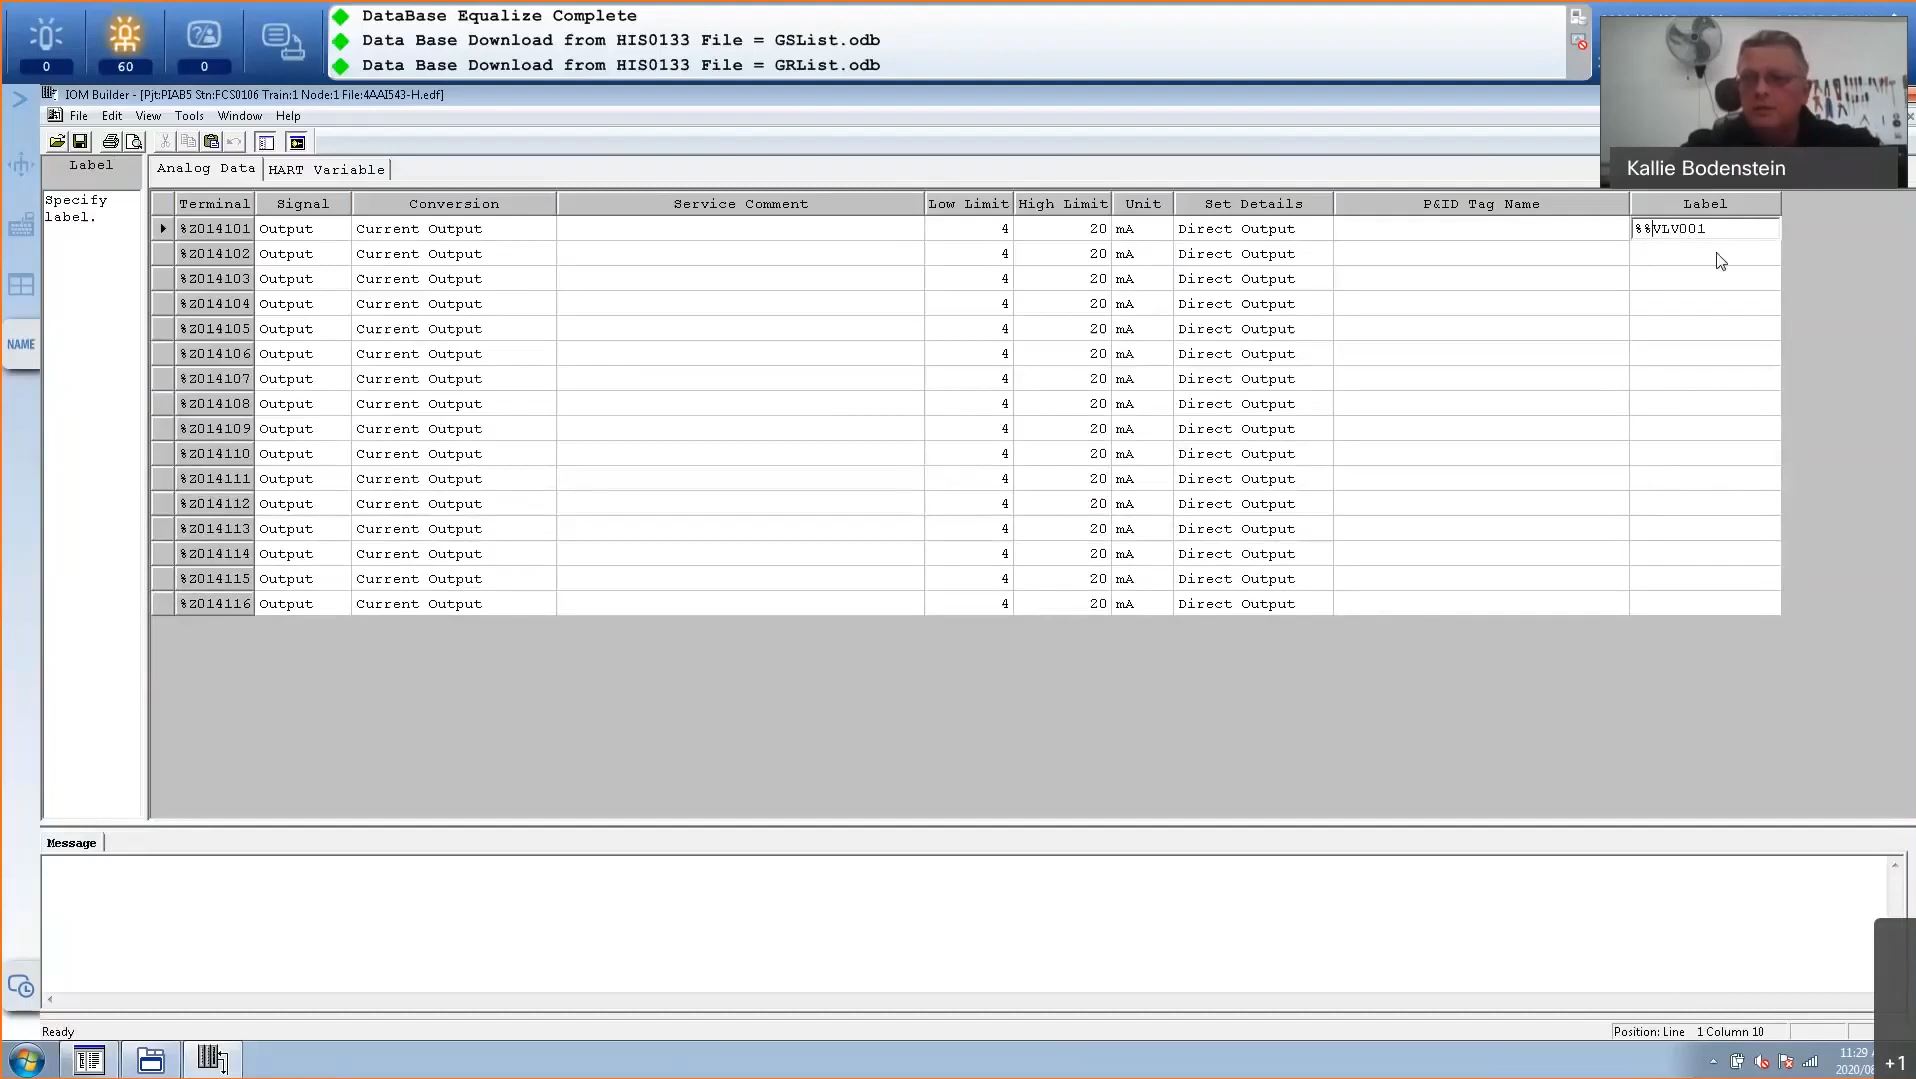 DataBase Equalize Complete
Data Base Download from HIS0133 File = GSList.odb
Data Base Download from HIS0133 File = GRList.odb
0 60 0
IOM Builder - [Pjt:PIAB5 Stn:FCS0106 Train:1 Node:1 File:4AAI543-H.edf]
File Edit View Tools Window Help
Kallie Bodenstein
Label
Specify
label.
Analog Data HART Variable
Terminal Signal Conversion Service Comment Low Limit High Limit Unit Set Details P&ID Tag Name Label
%Z014101 Output Current Output 4 20 mA Direct Output %%VLV001
%Z014102 Output Current Output 4 20 mA Direct Output
%Z014103 Output Current Output 4 20 mA Direct Output
%Z014104 Output Current Output 4 20 mA Direct Output
%Z014105 Output Current Output 4 20 mA Direct Output
%Z014106 Output Current Output 4 20 mA Direct Output
%Z014107 Output Current Output 4 20 mA Direct Output
%Z014108 Output Current Output 4 20 mA Direct Output
%Z014109 Output Current Output 4 20 mA Direct Output
%Z014110 Output Current Output 4 20 mA Direct Output
%Z014111 Output Current Output 4 20 mA Direct Output
%Z014112 Output Current Output 4 20 mA Direct Output
%Z014113 Output Current Output 4 20 mA Direct Output
%Z014114 Output Current Output 4 20 mA Direct Output
%Z014115 Output Current Output 4 20 mA Direct Output
%Z014116 Output Current Output 4 20 mA Direct Output
NAME
Message
Ready
Position: Line 1 Column 10
11:29
2020/08
+1